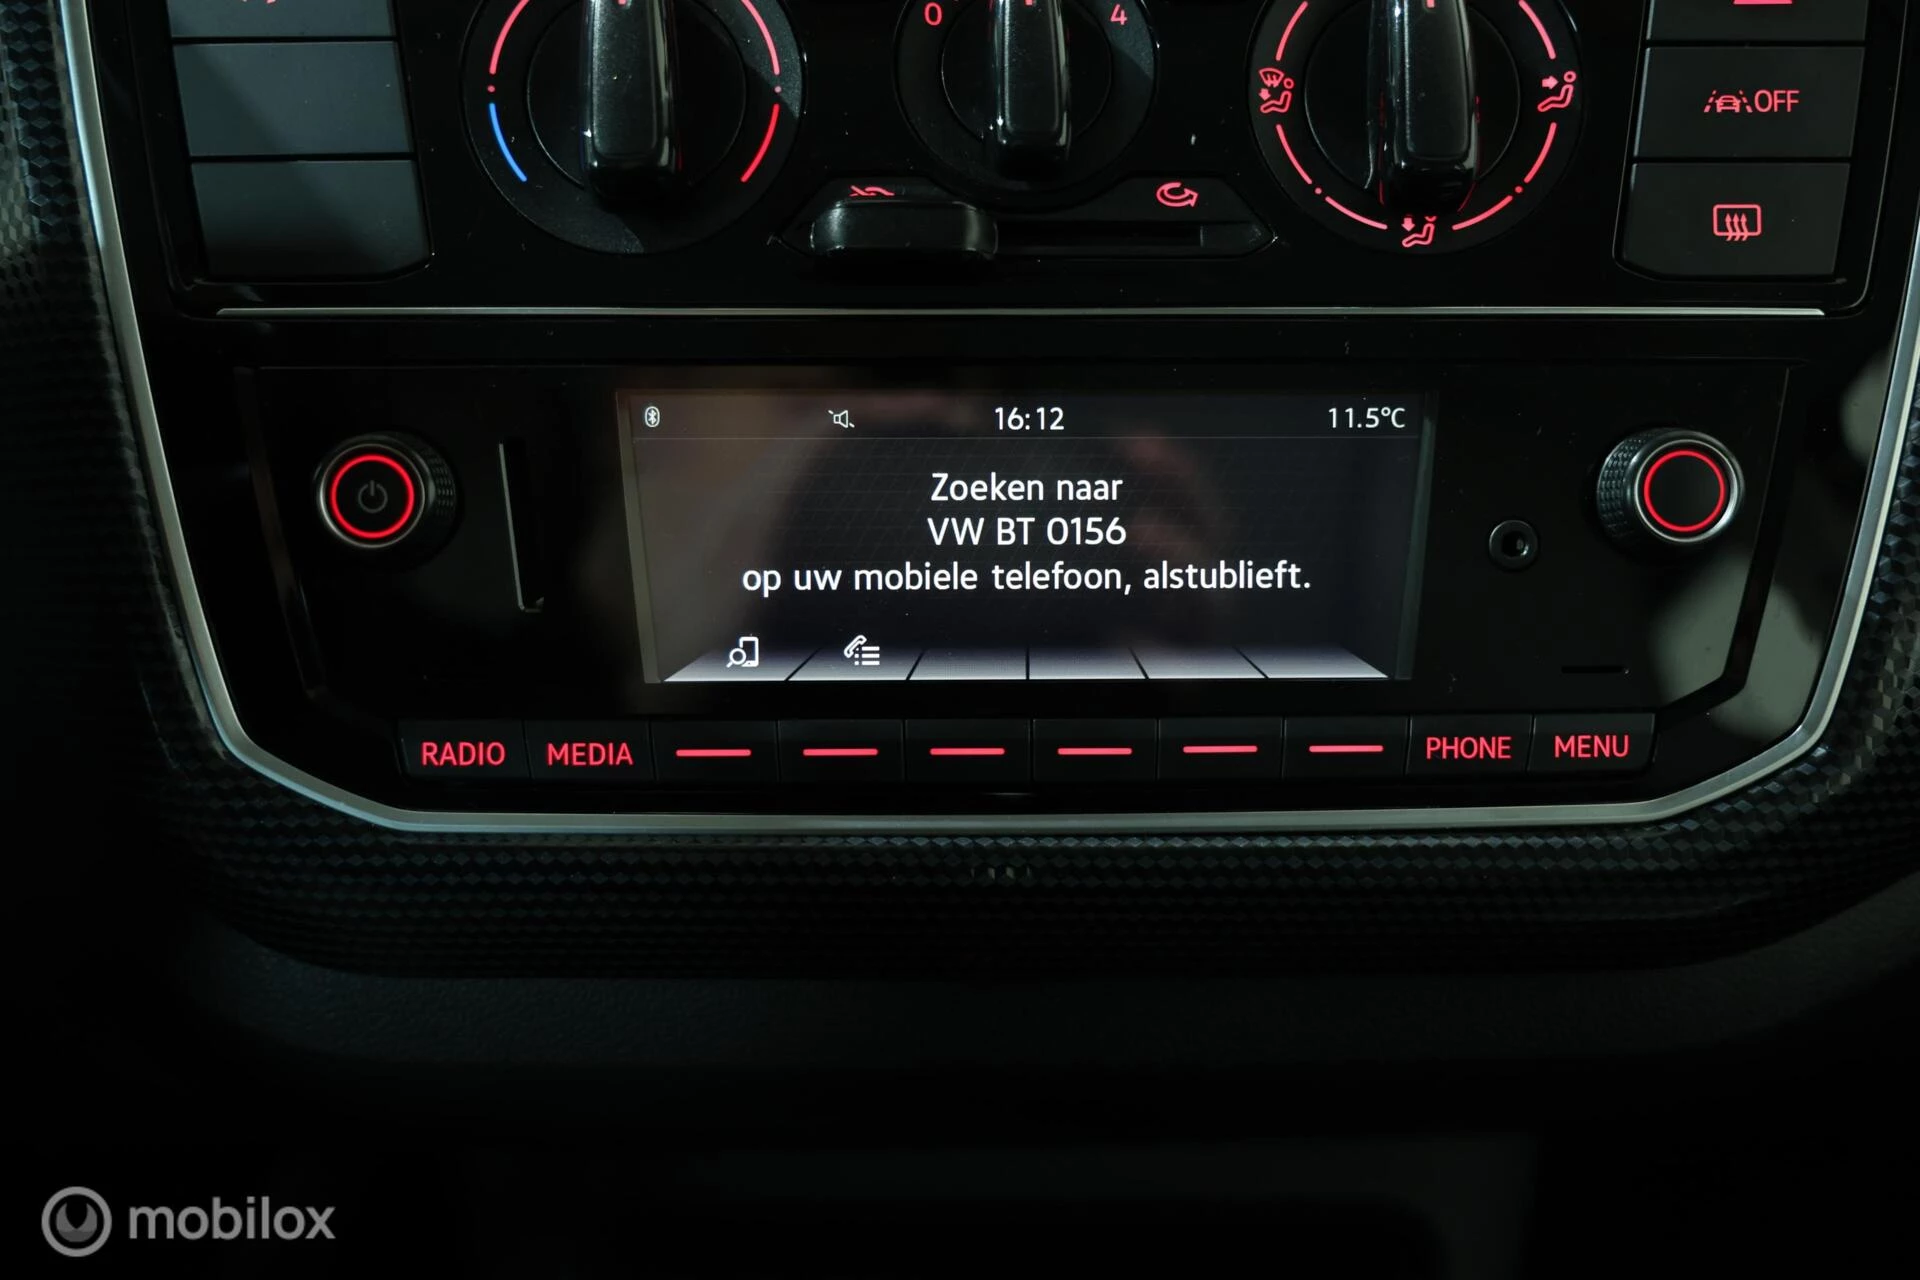 0 4
OFF
16:12 11.5°C
Zoeken naar
VW BT 0156
op uw mobiele telefoon, alstublieft.
RADIO MEDIA PHONE MENU
mobilox